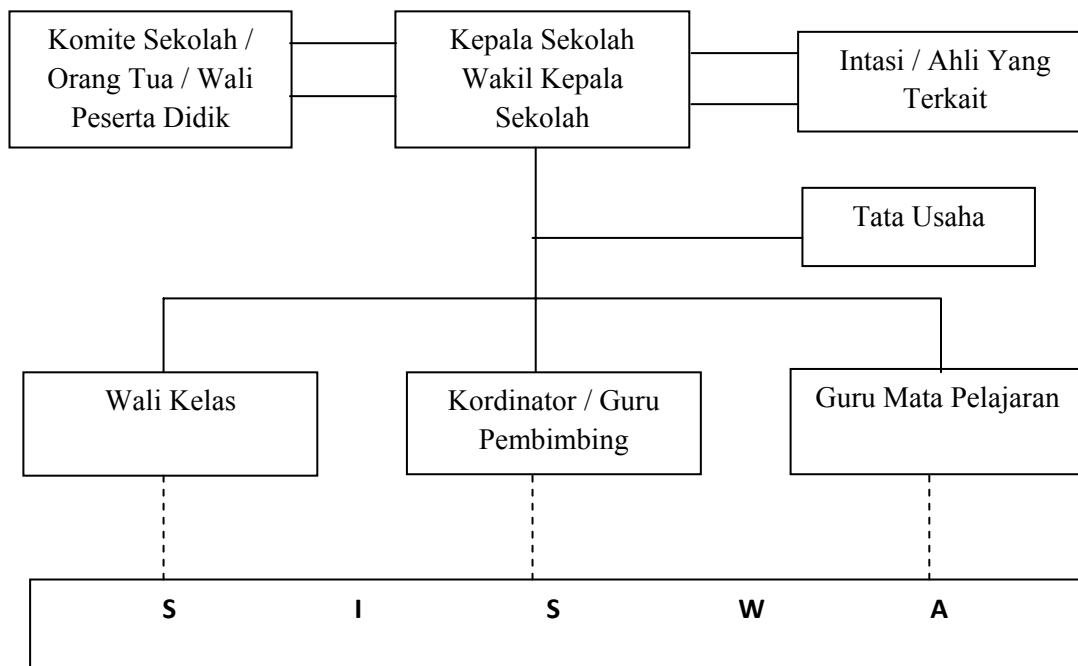 Komite Sekolah /
Orang Tua / Wali
Peserta Didik
Kepala Sekolah
Wakil Kepala
Sekolah
Intasi / Ahli Yang
Terkait
Tata Usaha
Wali Kelas
Kordinator / Guru
Pembimbing
Guru Mata Pelajaran
S I S W A